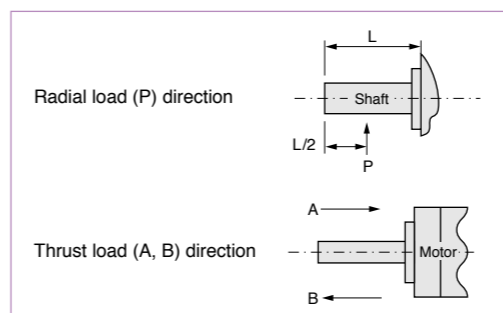 L
Radial load (P) direction
Shaft
L/2
P
A
Thrust load (A, B) direction
Motor
B